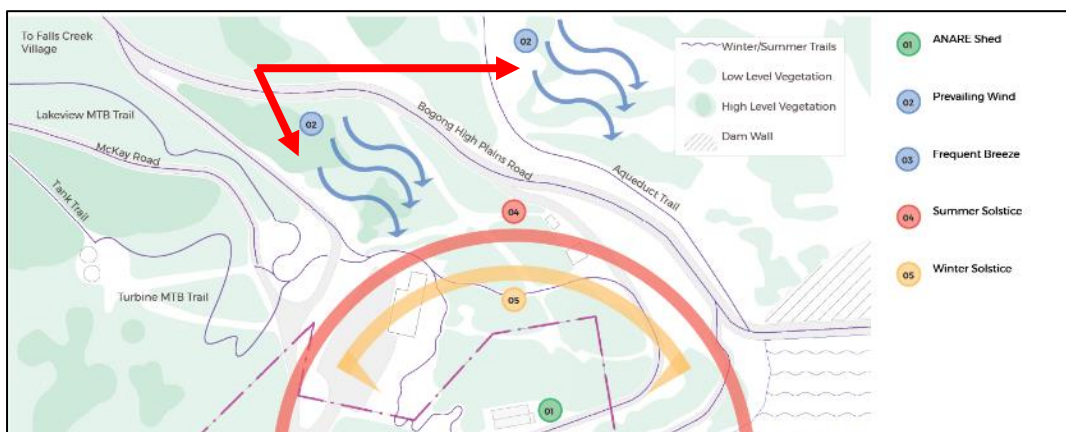 To Falls Creek
Village
Lakeview MTB Trail
McKay Road
Tank Trail
Turbine MTB Trail
02
02
Bogong High Plains Road
Aqueduct Trail
04
05
01
Winter/Summer Trails
Low Level Vegetation
High Level Vegetation
Dam Wall
01 ANARE Shed
02 Prevailing Wind
03 Frequent Breeze
04 Summer Solstice
05 Winter Solstice